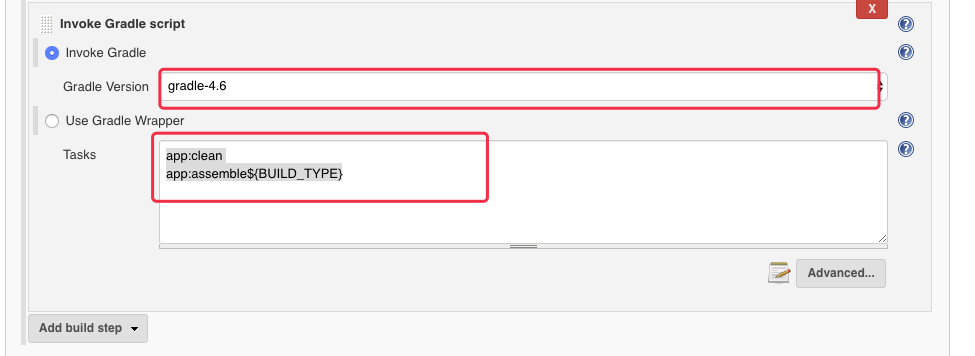 X
Invoke Gradle script
Invoke Gradle
Gradle Version
gradle-4.6
Use Gradle Wrapper
Tasks
app:clean
app:assemble${BUILD_TYPE}
Advanced...
Add build step